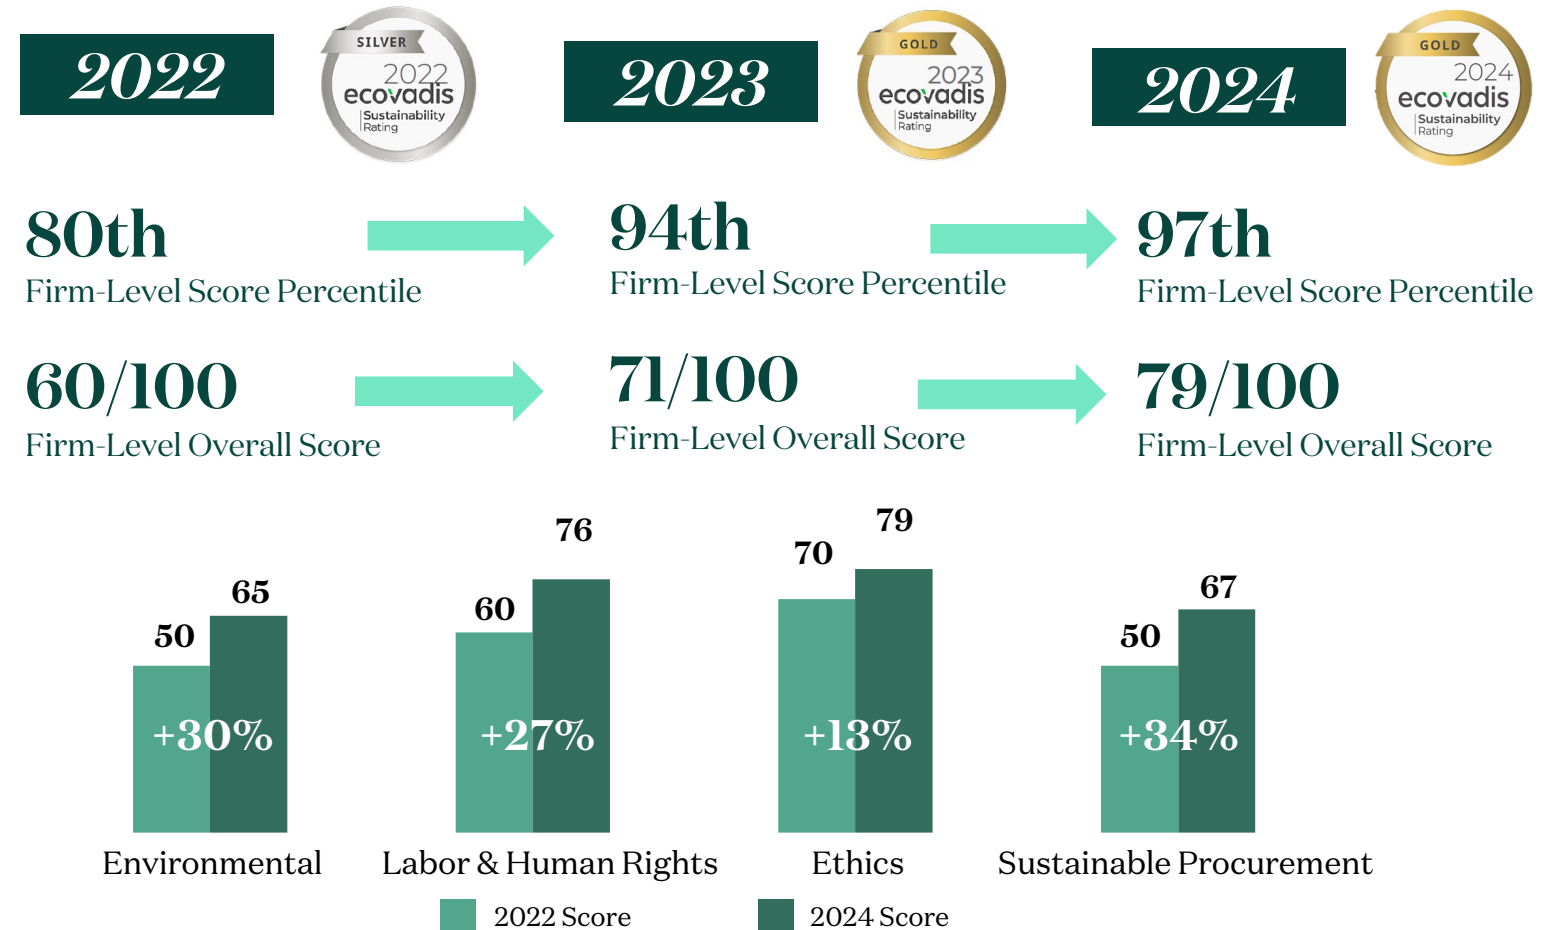 2022
SILVER
2022
ecovadis
Sustainability
Rating
2023
GOLD
2023
ecovadis
Sustainability
Rating
2024
GOLD
2024
ecovadis
Sustainability
Rating
80th
Firm-Level Score Percentile
94th
Firm-Level Score Percentile
97th
Firm-Level Score Percentile
60/100
Firm-Level Overall Score
71/100
Firm-Level Overall Score
79/100
Firm-Level Overall Score
50
65
+30%
Environmental
60
76
+27%
Labor & Human Rights
70
79
+13%
Ethics
50
67
+34%
Sustainable Procurement
2022 Score
2024 Score